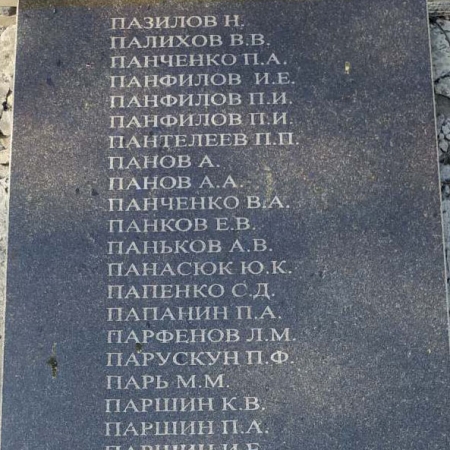 ПАЗИЛОВ Н.
ПАЛИХОВ В.В.
ПАНЧЕНКО П.А.
ПАНФИЛОВ И.Е.
ПАНФИЛОВ П.И.
ПАНФИЛОВ П.И.
ПАНТЕЛЕЕВ П.П.
ПАНОВ А.
ПАНОВ А.А.
ПАНЧЕНКО В.А.
ПАНКОВ Е.В.
ПАНЬКОВ А.В.
ПАНАСЮК Ю.К.
ПАПЕНКО С.Д.
ПАПАНИН П.А.
ПАРФЕНОВ Л.М.
ПАРУСКУН П.Ф.
ПАРЬ М.М.
ПАРШИН К.В.
ПАРШИН П.А.
ПАРШИН И.Е.